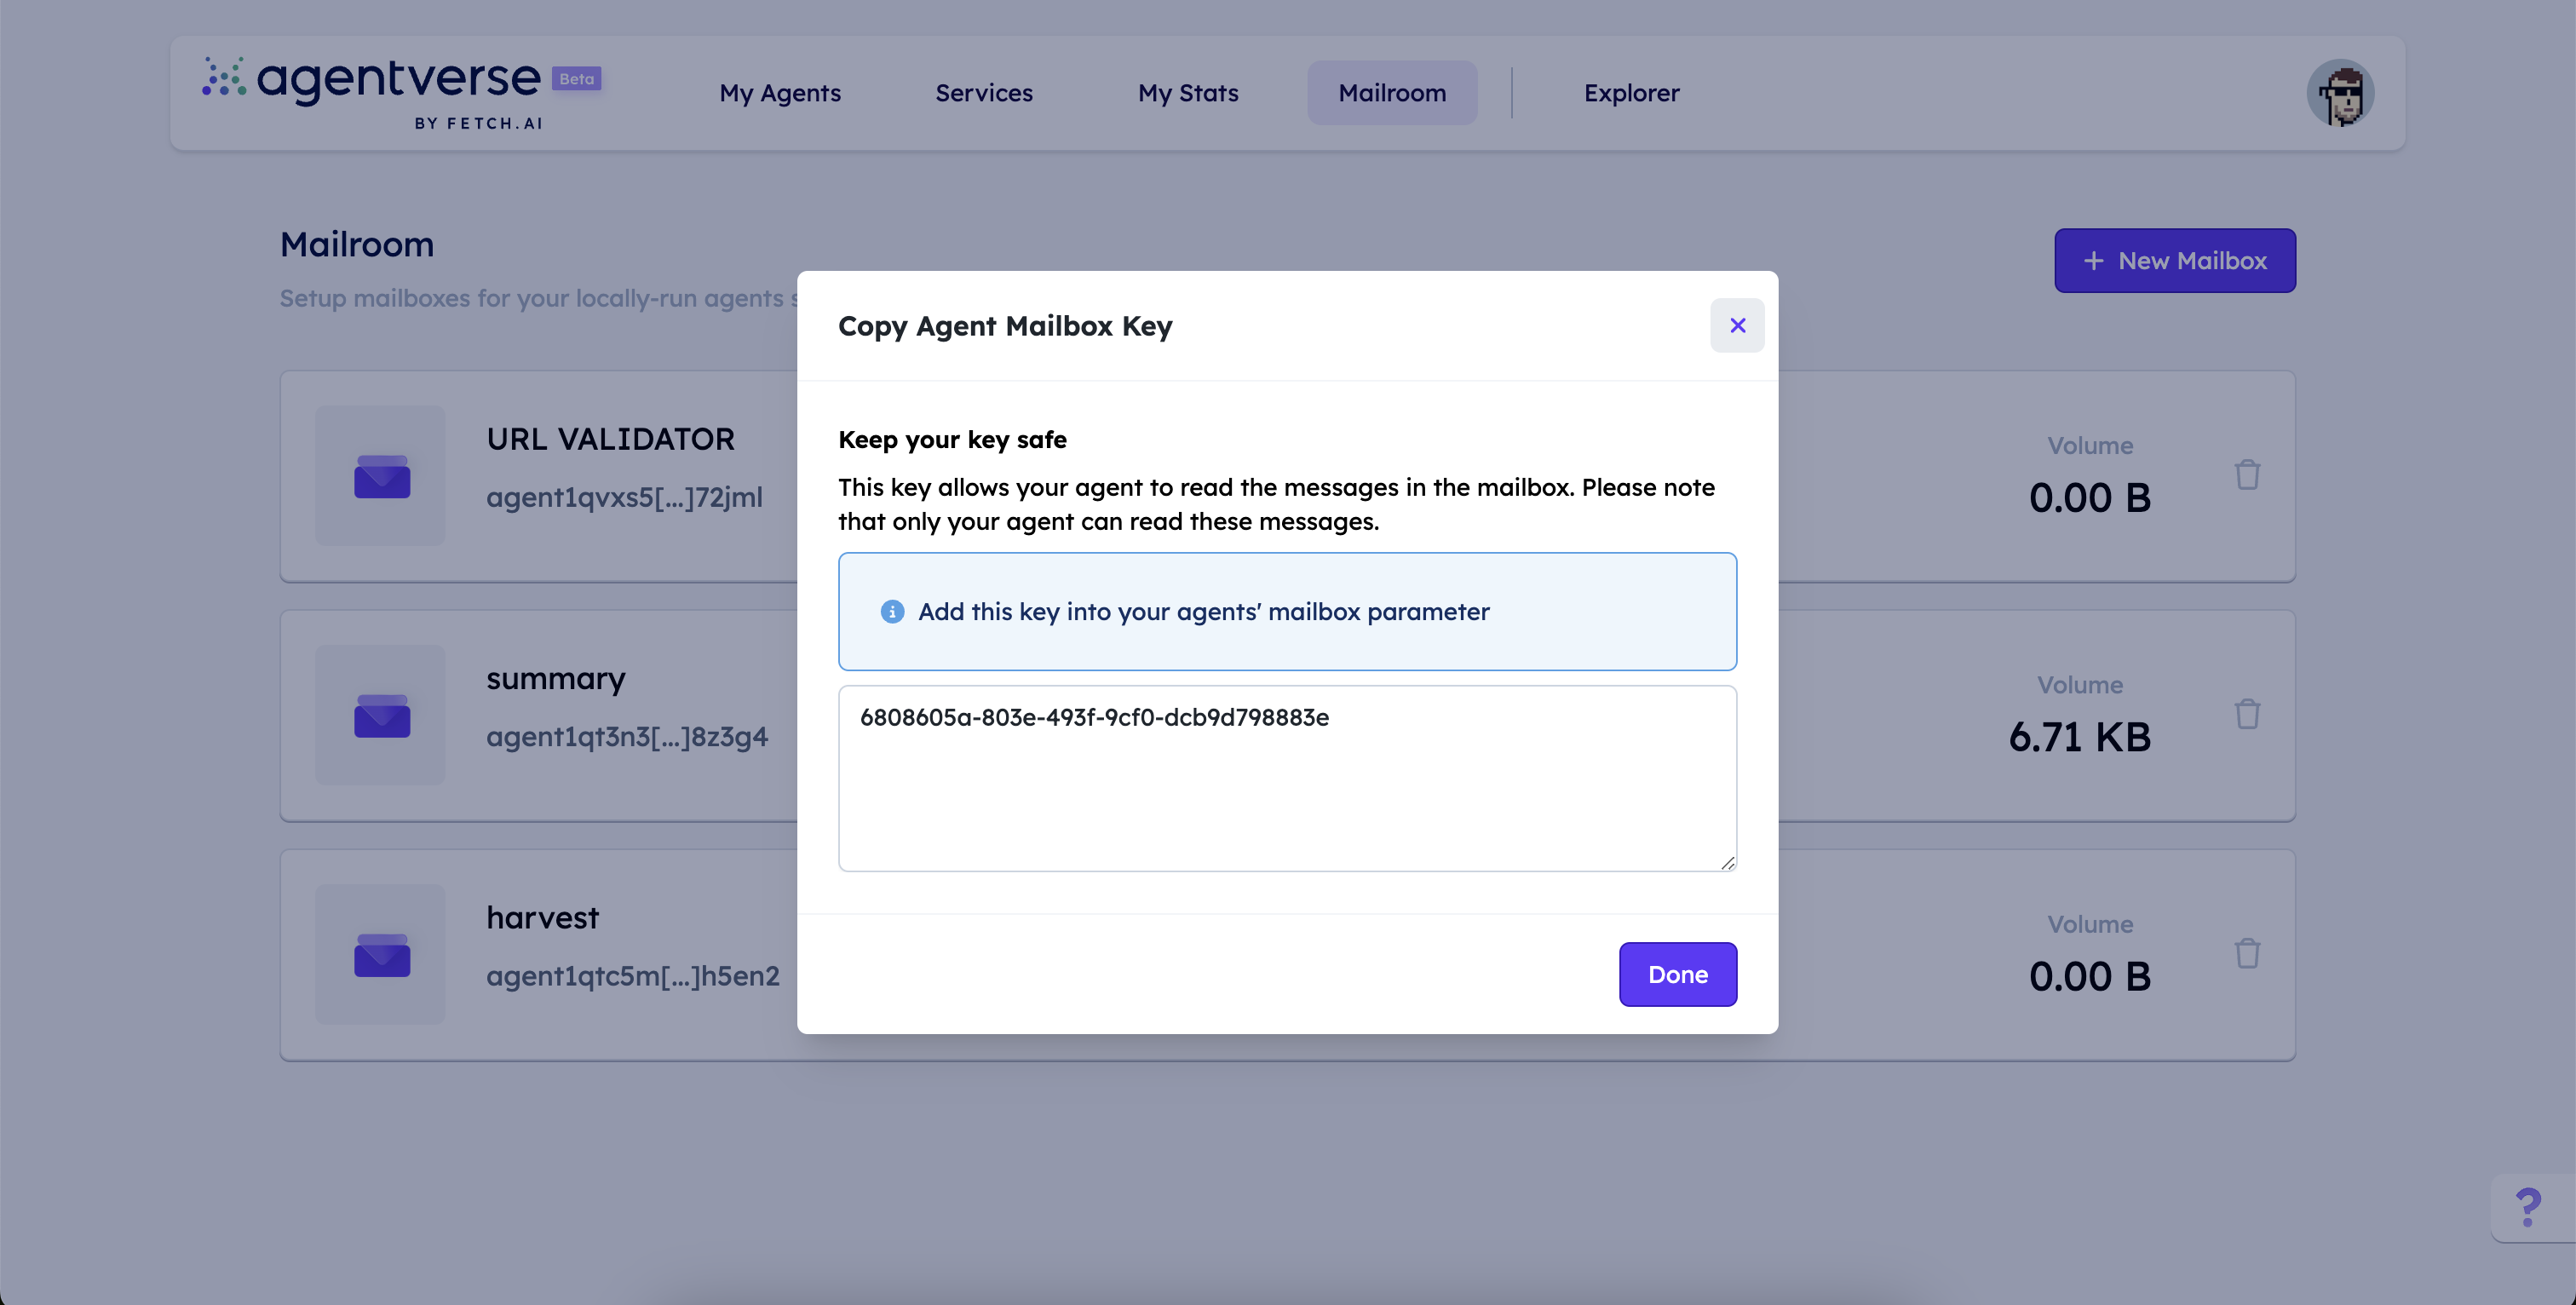 agentverse Beta
BY FETCH.AI
My Agents
Services
My Stats
Mailroom
Explorer
Mailroom
+ New Mailbox
Setup mailboxes for your locally-run agents s
URL VALIDATOR
agent1qvxs5[...]72jml
Volume
0.00 B
summary
agent1qt3n3[...]8z3g4
Volume
6.71 KB
harvest
agent1qtc5m[...]h5en2
Volume
0.00 B
Copy Agent Mailbox Key
Keep your key safe
This key allows your agent to read the messages in the mailbox. Please note
that only your agent can read these messages.
Add this key into your agents' mailbox parameter
6808605a-803e-493f-9cf0-dcb9d798883e
Done
?